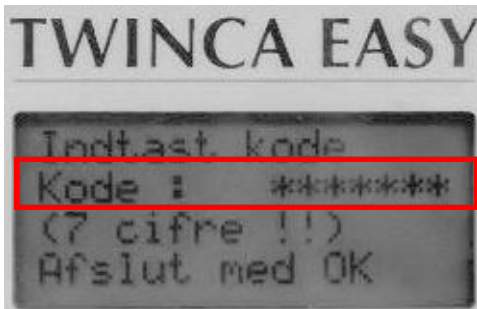 TWINCA EASY
Indtast kode
Kode : *******
(7 cifre !!)
Afslut med OK